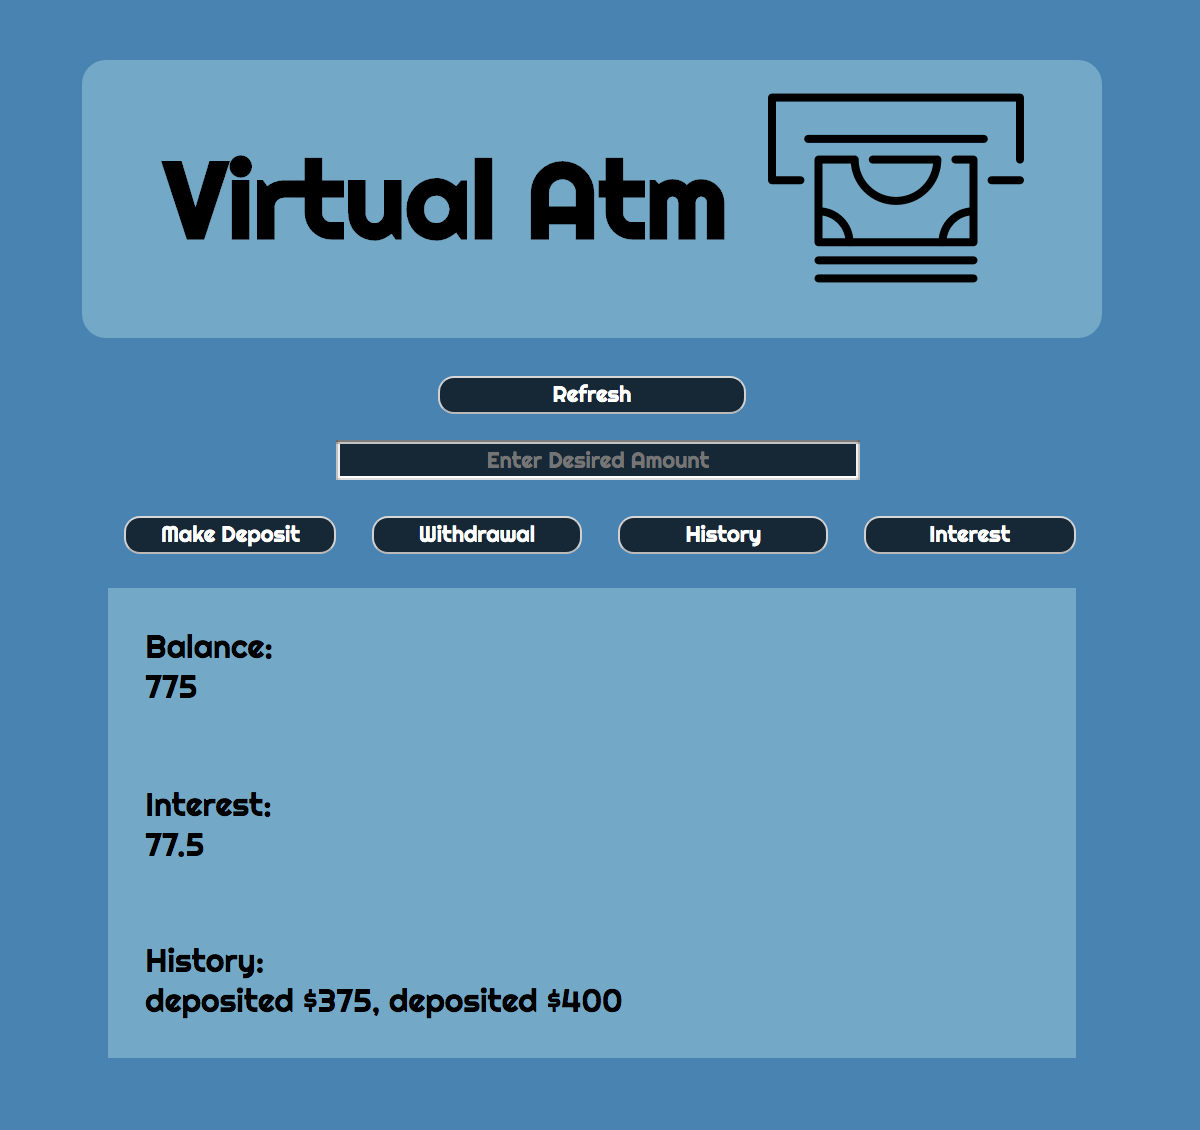 Virtual Atm
Refresh
Enter Desired Amount
Make Deposit
Withdrawal
History
Interest
Balance:
775
Interest:
77.5
History:
deposited $375, deposited $400